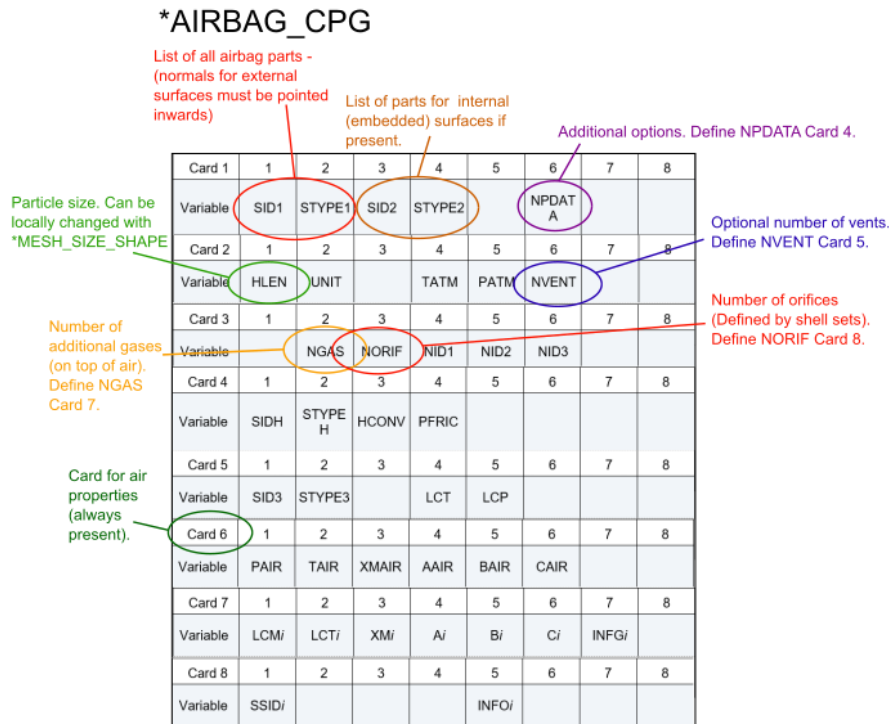 *AIRBAG_CPG
List of all airbag parts -
(normals for external
surfaces must be pointed
inwards)
List of parts for internal
(embedded) surfaces if
present.
Additional options. Define NPDATA Card 4.
Particle size. Can be
locally changed with
*MESH_SIZE_SHAPE
Optional number of vents.
Define NVENT Card 5.
Number of orifices
(Defined by shell sets).
Define NORIF Card 8.
Number of
additional gases
(on top of air).
Define NGAS
Card 7.
Card for air
properties
(always
present).
Card 1 1 2 3 4 5 6 7 8
Variable SID1 STYPE1 SID2 STYPE2 NPDAT
A
Card 2 1 2 3 4 5 6 7 8
Variable HLEN UNIT TATM PATM NVENT
Card 3 1 2 3 4 5 6 7 8
Variable NGAS NORIF NID1 NID2 NID3
Card 4 1 2 3 4 5 6 7 8
Variable SIDH STYPE
H HCONV PFRIC
Card 5 1 2 3 4 5 6 7 8
Variable SID3 STYPE3 LCT LCP
Card 6 1 2 3 4 5 6 7 8
Variable PAIR TAIR XMAIR AAIR BAIR CAIR
Card 7 1 2 3 4 5 6 7 8
Variable LCMi LCTi XMi Ai Bi Ci INFGi
Card 8 1 2 3 4 5 6 7 8
Variable SSIDi INFOi